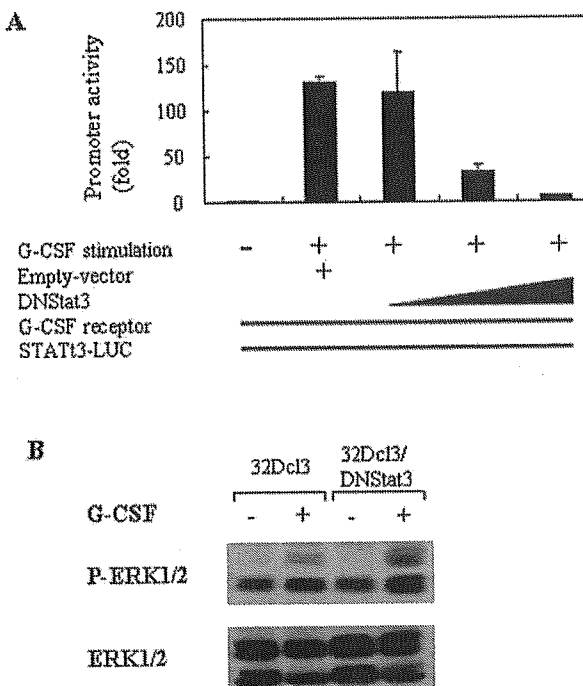 A
Promoter activity
(fold)
200
150
100
50
0
G-CSF stimulation - + + + +
Empty-vector +
DNStat3
G-CSF receptor
STATt3-LUC
B
32Dcl3 32Dcl3/
DNStat3
G-CSF - + - +
P-ERK1/2
ERK1/2